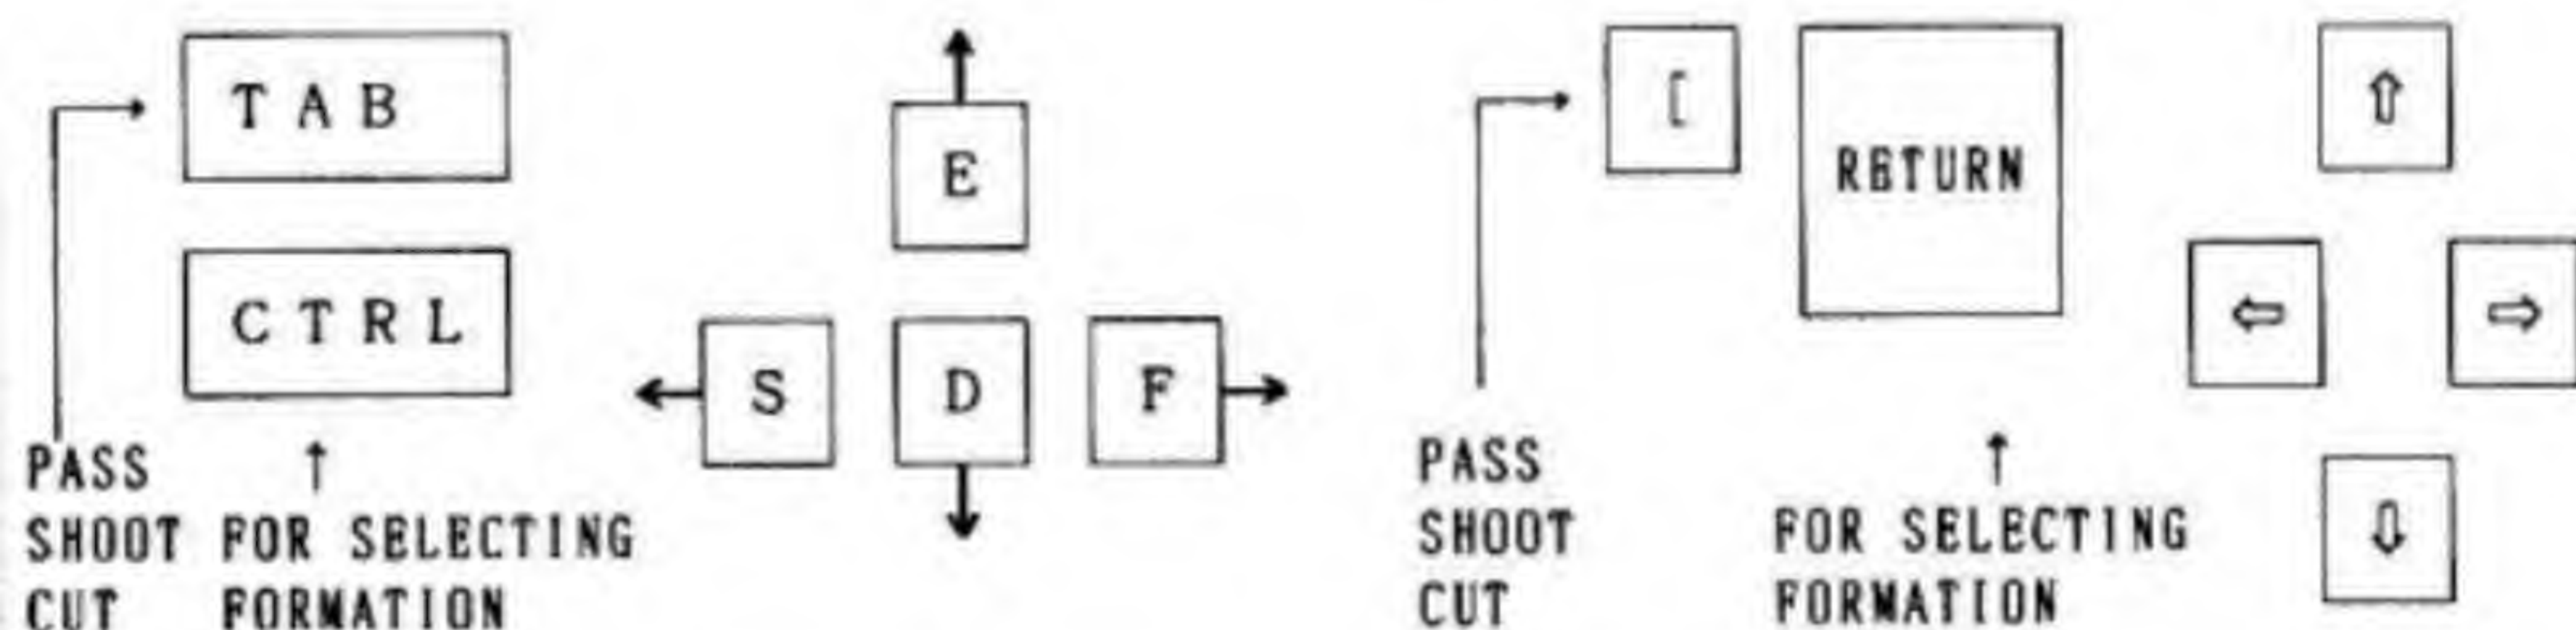 TAB
CTRL
PASS
SHOOT FOR SELECTING
CUT FORMATION
E
S D F
[
RETURN
PASS
SHOOT FOR SELECTING
CUT FORMATION